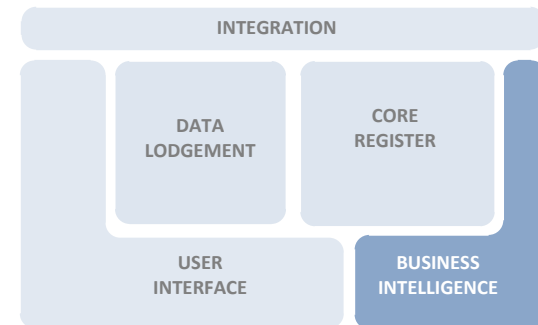 INTEGRATION
DATA
LODGEMENT
CORE
REGISTER
USER
INTERFACE
BUSINESS
INTELLIGENCE